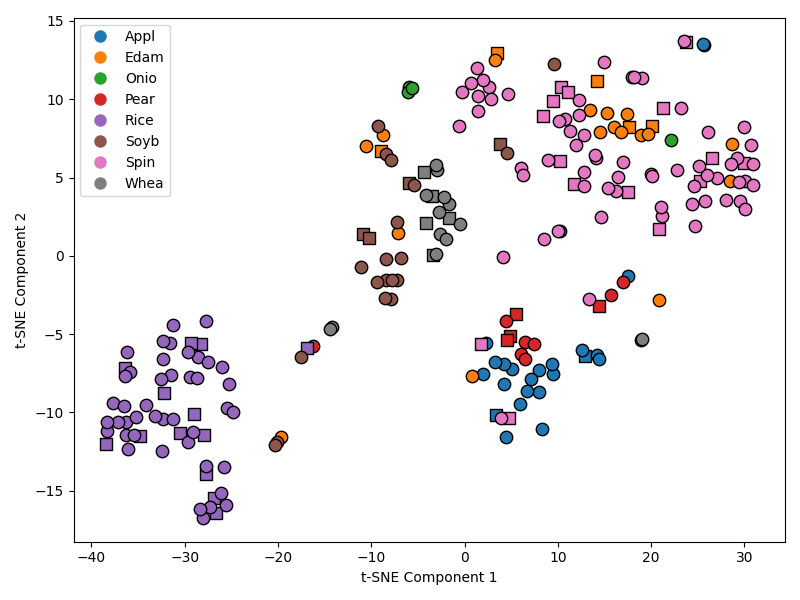 Appl
Edam
Onio
Pear
Rice
Soyb
Spin
Whea
15
10
5
0
−5
−10
−15
−40
−30
−20
−10
0
10
20
30
t-SNE Component 1
t-SNE Component 2